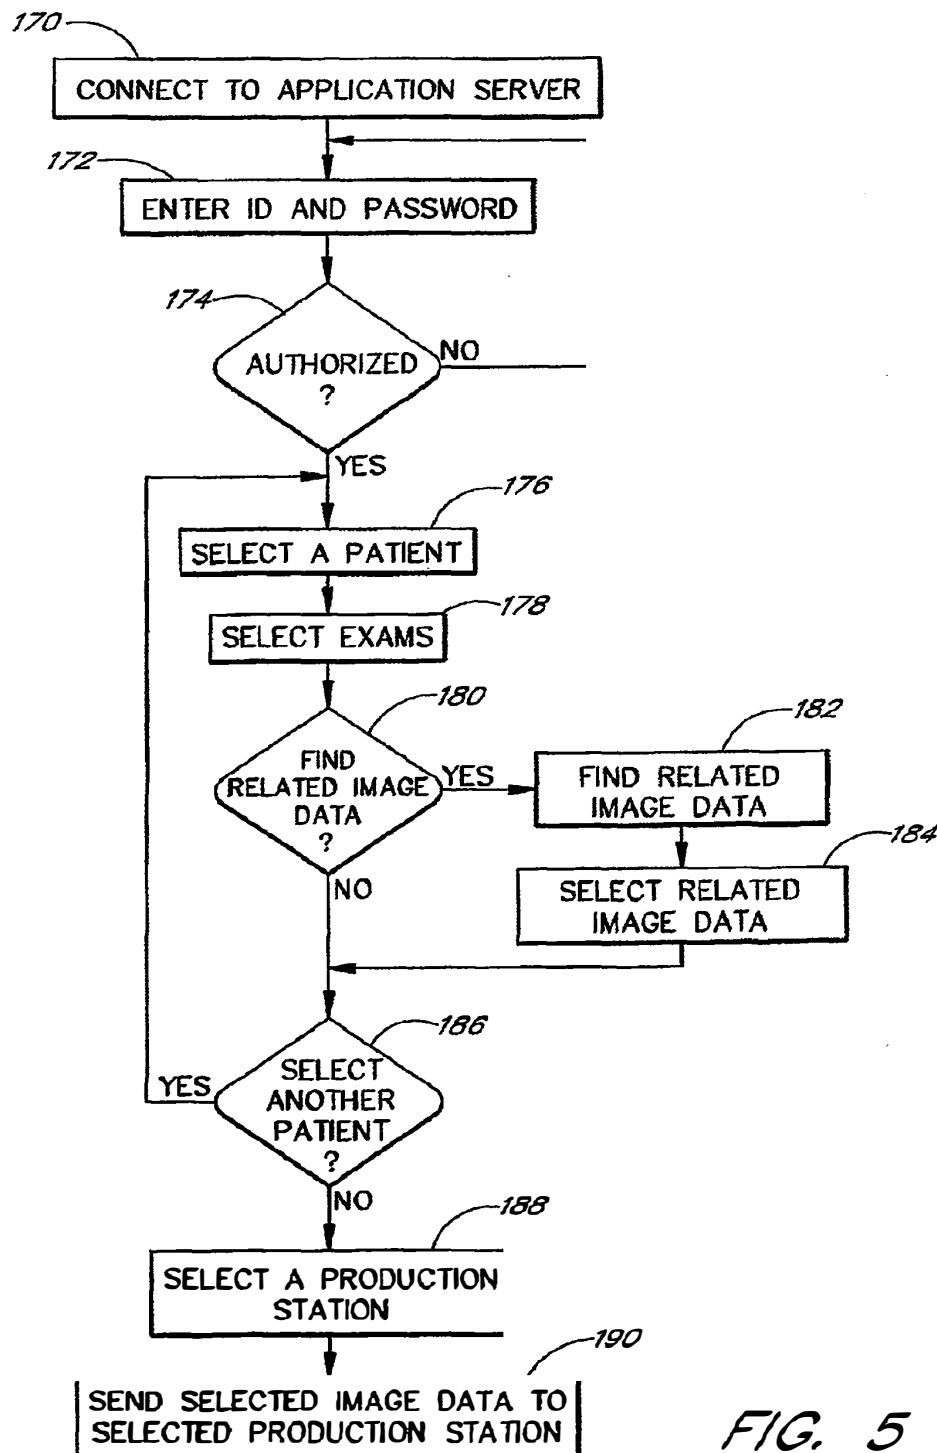 170
CONNECT TO APPLICATION SERVER
172
ENTER ID AND PASSWORD
174
AUTHORIZED
?
NO
YES
176
SELECT A PATIENT
178
SELECT EXAMS
180
FIND
RELATED IMAGE
DATA
?
YES
182
FIND RELATED
IMAGE DATA
184
SELECT RELATED
IMAGE DATA
NO
186
SELECT
ANOTHER
PATIENT
?
YES
NO
188
SELECT A PRODUCTION
STATION
190
SEND SELECTED IMAGE DATA TO
SELECTED PRODUCTION STATION
FIG. 5